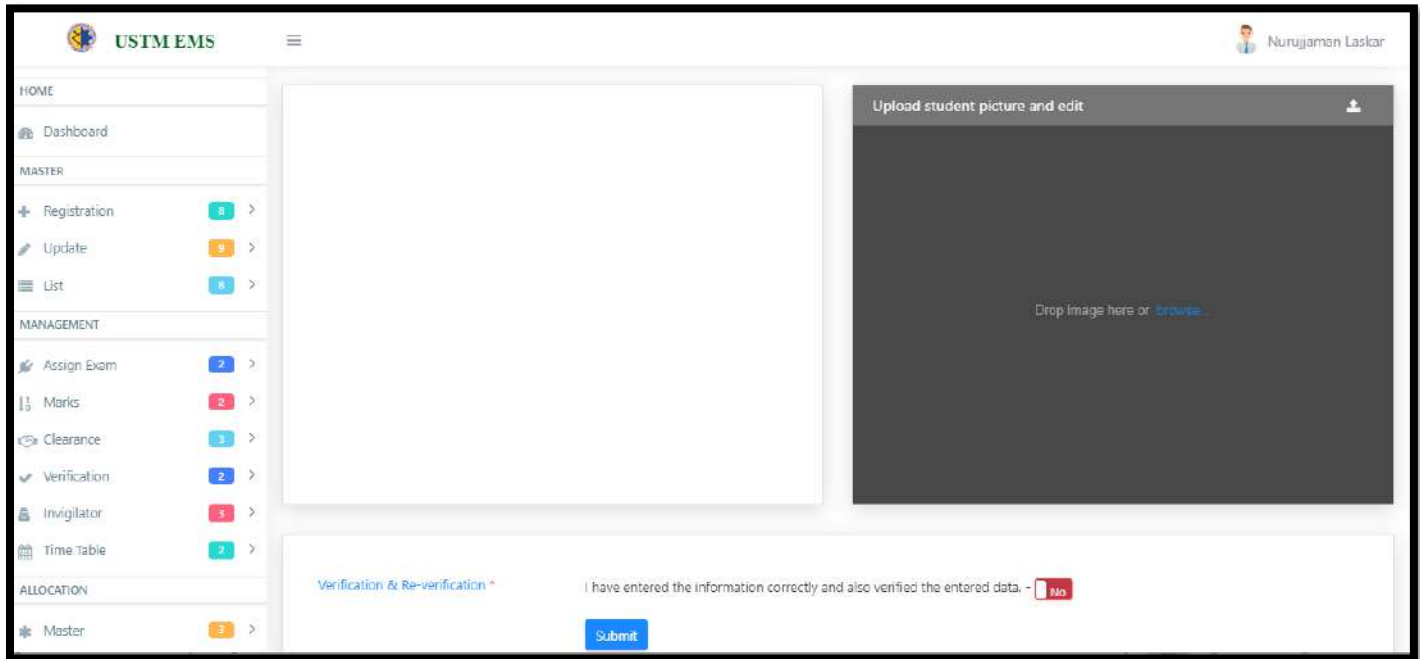 USTM EMS
Nurujjaman Laskar
HOME
Dashboard
MASTER
Registration 8
Update 9
List 8
MANAGEMENT
Assign Exam 2
Marks 2
Clearance 3
Verification 2
Invigilator 3
Time Table 2
ALLOCATION
Master 3
Upload student picture and edit
Drop image here or browse...
Verification & Re-verification *
I have entered the information correctly and also verified the entered data. - No
Submit